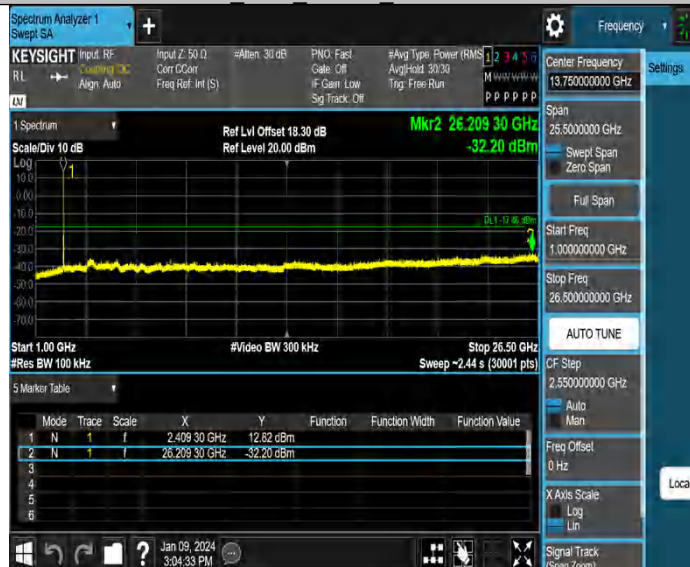 Spectrum Analyzer 1
Swept SA
+
Frequency
KEYSIGHT
RL
Input: RF
Coupling: DC
Align: Auto
Input Z: 50 Ω
Corr CCorr
Freq Ref: Int (S)
#Atten: 30 dB
PNO: Fast
Gate: Off
IF Gain: Low
Sig Track: Off
#Avg Type: Power (RMS
Avg|Hold: 30/30
Trig: Free Run
1 2 3 4 5 6
M W W W W W
P P P P P P
LXI
1 Spectrum
Scale/Div 10 dB
Ref Lvl Offset 18.30 dB
Ref Level 20.00 dBm
Mkr2 26.209 30 GHz
-32.20 dBm
Log
1
10.0
0.00
-10.0
-20.0
-30.0
-50.0
-60.0
-70.0
Start 1.00 GHz
#Res BW 100 kHz
#Video BW 300 kHz
Stop 26.50 GHz
Sweep ~2.44 s (30001 pts)
5 Marker Table
Mode Trace Scale X Y Function Function Width Function Value
1 N 1 f 2.409 30 GHz 12.82 dBm
2 N 1 f 26.209 30 GHz -32.20 dBm
3
4
5
6
?
Jan 09, 2024
3:04:33 PM
Center Frequency
13.750000000 GHz
Settings
Span
25.5000000 GHz
Swept Span
Zero Span
Full Span
Start Freq
1.000000000 GHz
Stop Freq
26.500000000 GHz
AUTO TUNE
CF Step
2.550000000 GHz
Auto
Man
Freq Offset
0 Hz
Loca
X Axis Scale
Log
Lin
Signal Track
(Span Zoom)